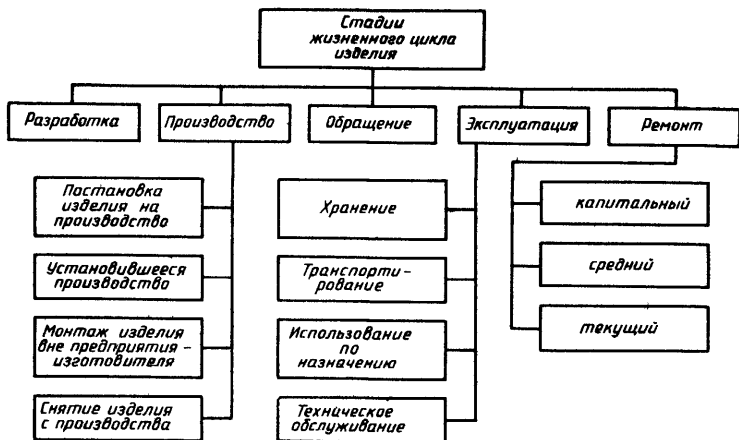 Стадии
жизненного цикла
изделия
Разработка
Производство
Обращение
Эксплуатация
Ремонт
Постановка
изделия на
производство
Установившееся
производство
Монтаж изделия
вне предприятия –
изготовителя
Снятие изделия
с производства
Хранение
Транспорти-
рование
Использование
по
назначению
Техническое
обслуживание
капитальный
средний
текущий